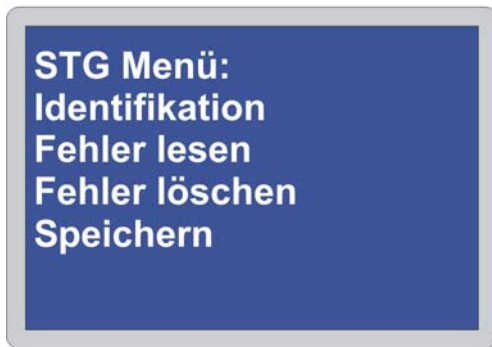 STG Menü:
Identifikation
Fehler lesen
Fehler löschen
Speichern